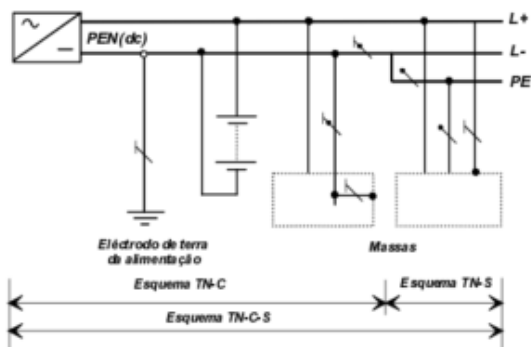 L+
PEN(dc)
L-
PE
Eléctrodo de terra
da alimentação
Massas
Esquema TN-C
Esquema TN-S
Esquema TN-C-S